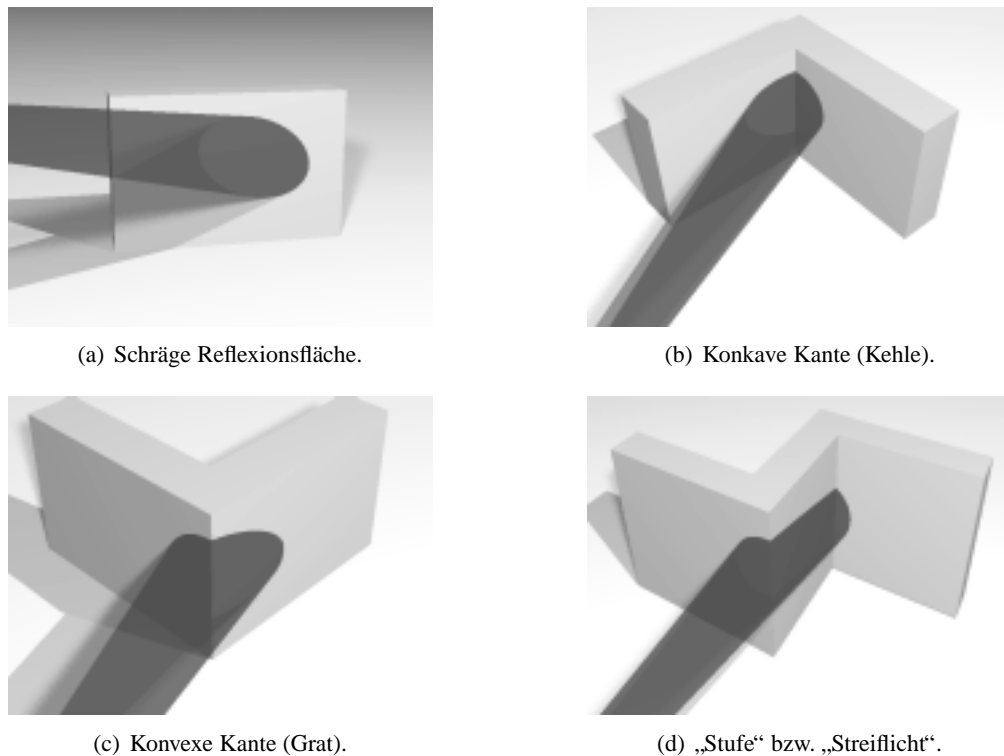 (a) Schräge Reflexionsfläche.
(b) Konkave Kante (Kehle).
(c) Konvexe Kante (Grat).
(d) „Stufe“ bzw. „Streiflicht“.